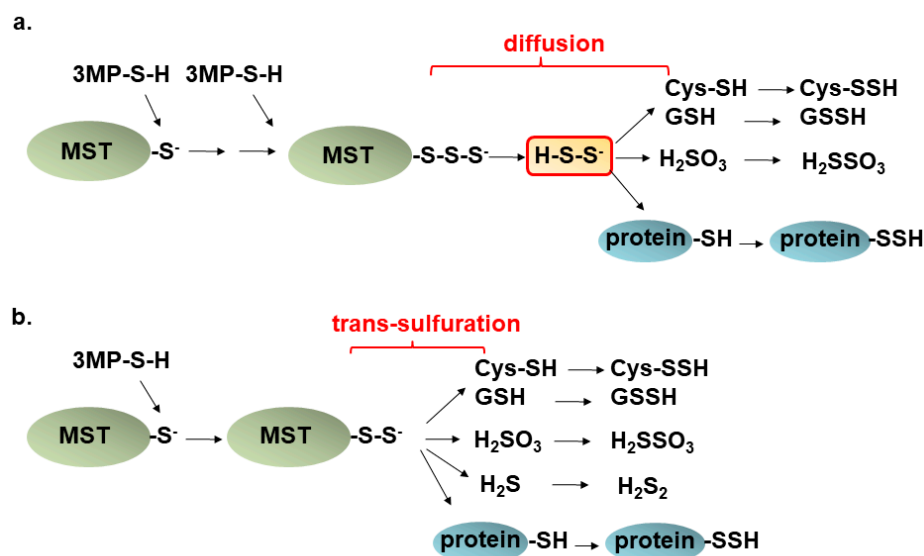 a.
diffusion
3MP-S-H 3MP-S-H
Cys-SH Cys-SSH
GSH GSSH
MST -S⁻ MST -S-S-S⁻ H-S-S⁻ H₂SO₃ H₂SSO₃
protein -SH protein -SSH
b.
trans-sulfuration
3MP-S-H
Cys-SH Cys-SSH
GSH GSSH
MST -S⁻ MST -S-S⁻ H₂SO₃ H₂SSO₃
H₂S H₂S₂
protein -SH protein -SSH